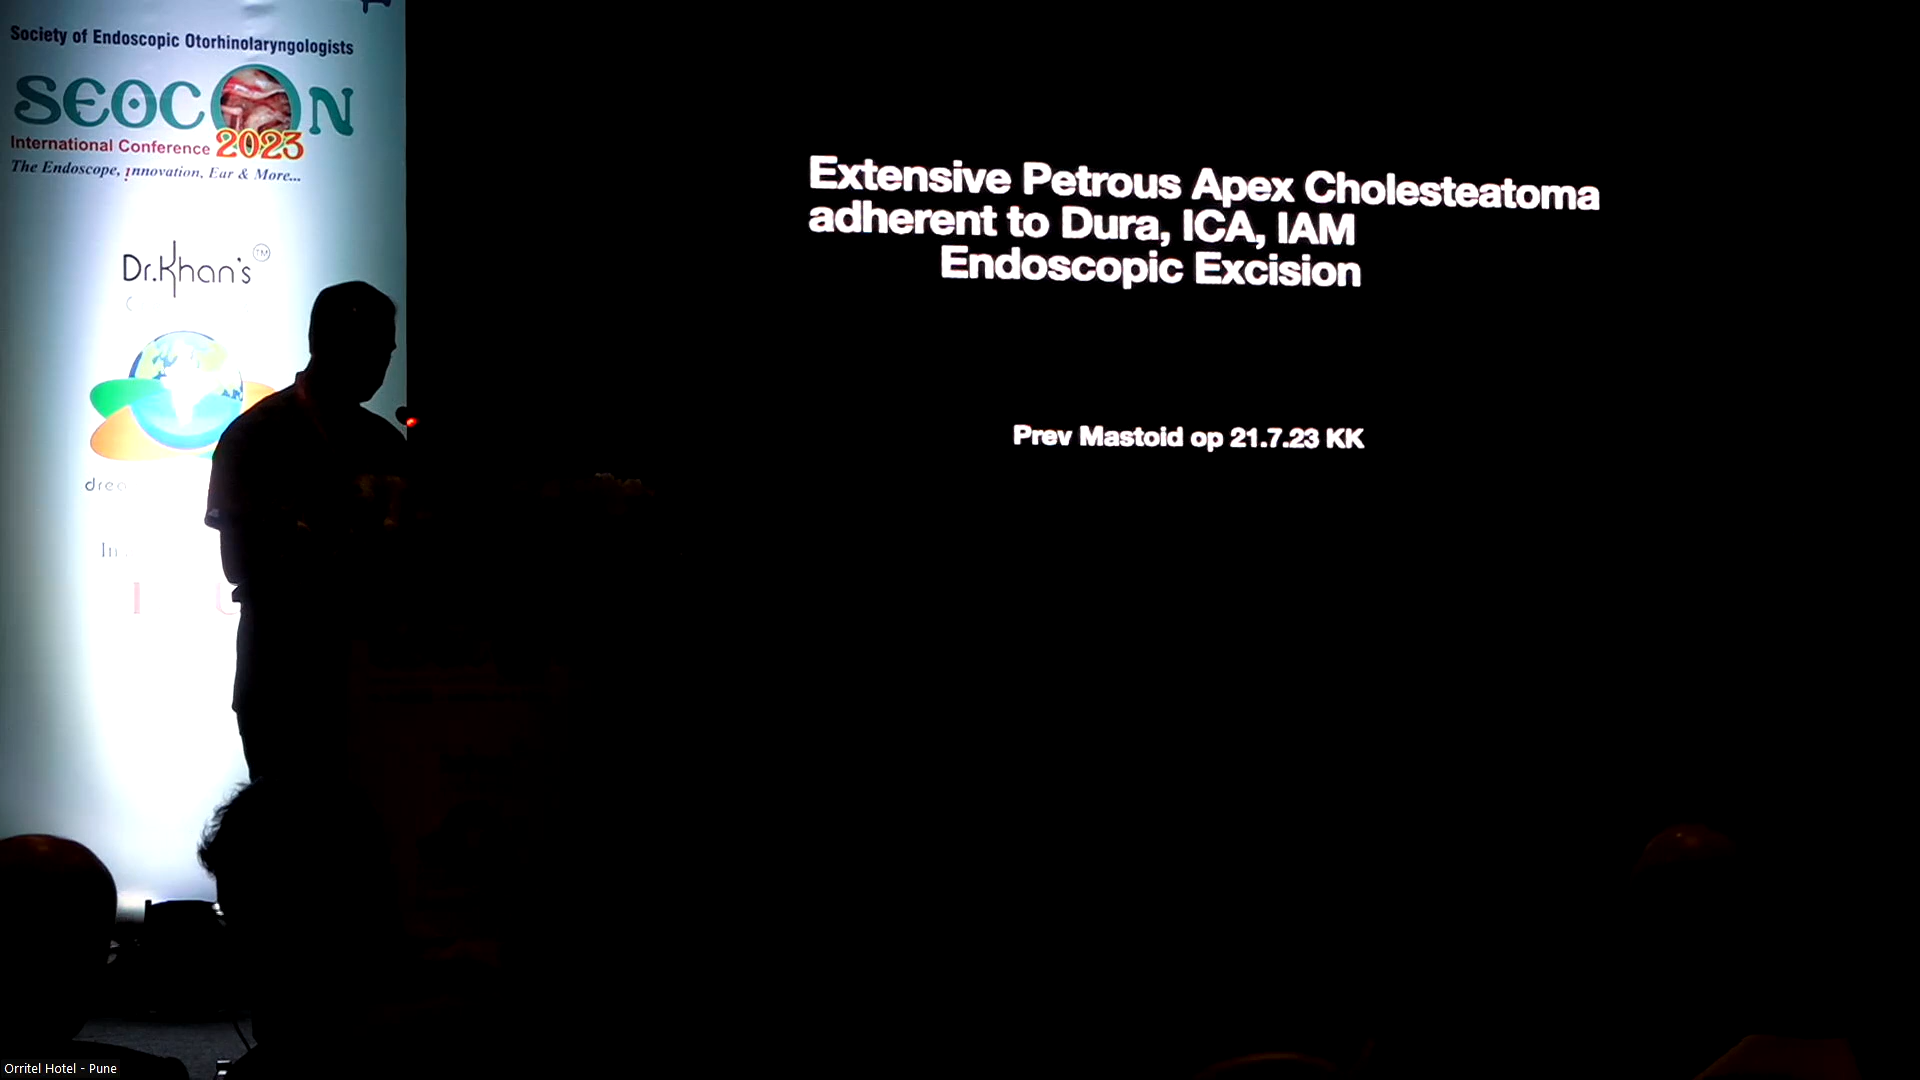 Society of Endoscopic Otorhinolaryngologists
SEOCON
International Conference 2023
The Endoscope, innovation, Ear & More...
Dr.Khan's TM
Extensive Petrous Apex Cholesteatoma
adherent to Dura, ICA, IAM
Endoscopic Excision
Prev Mastoid op 21.7.23 KK
Orritel Hotel - Pune